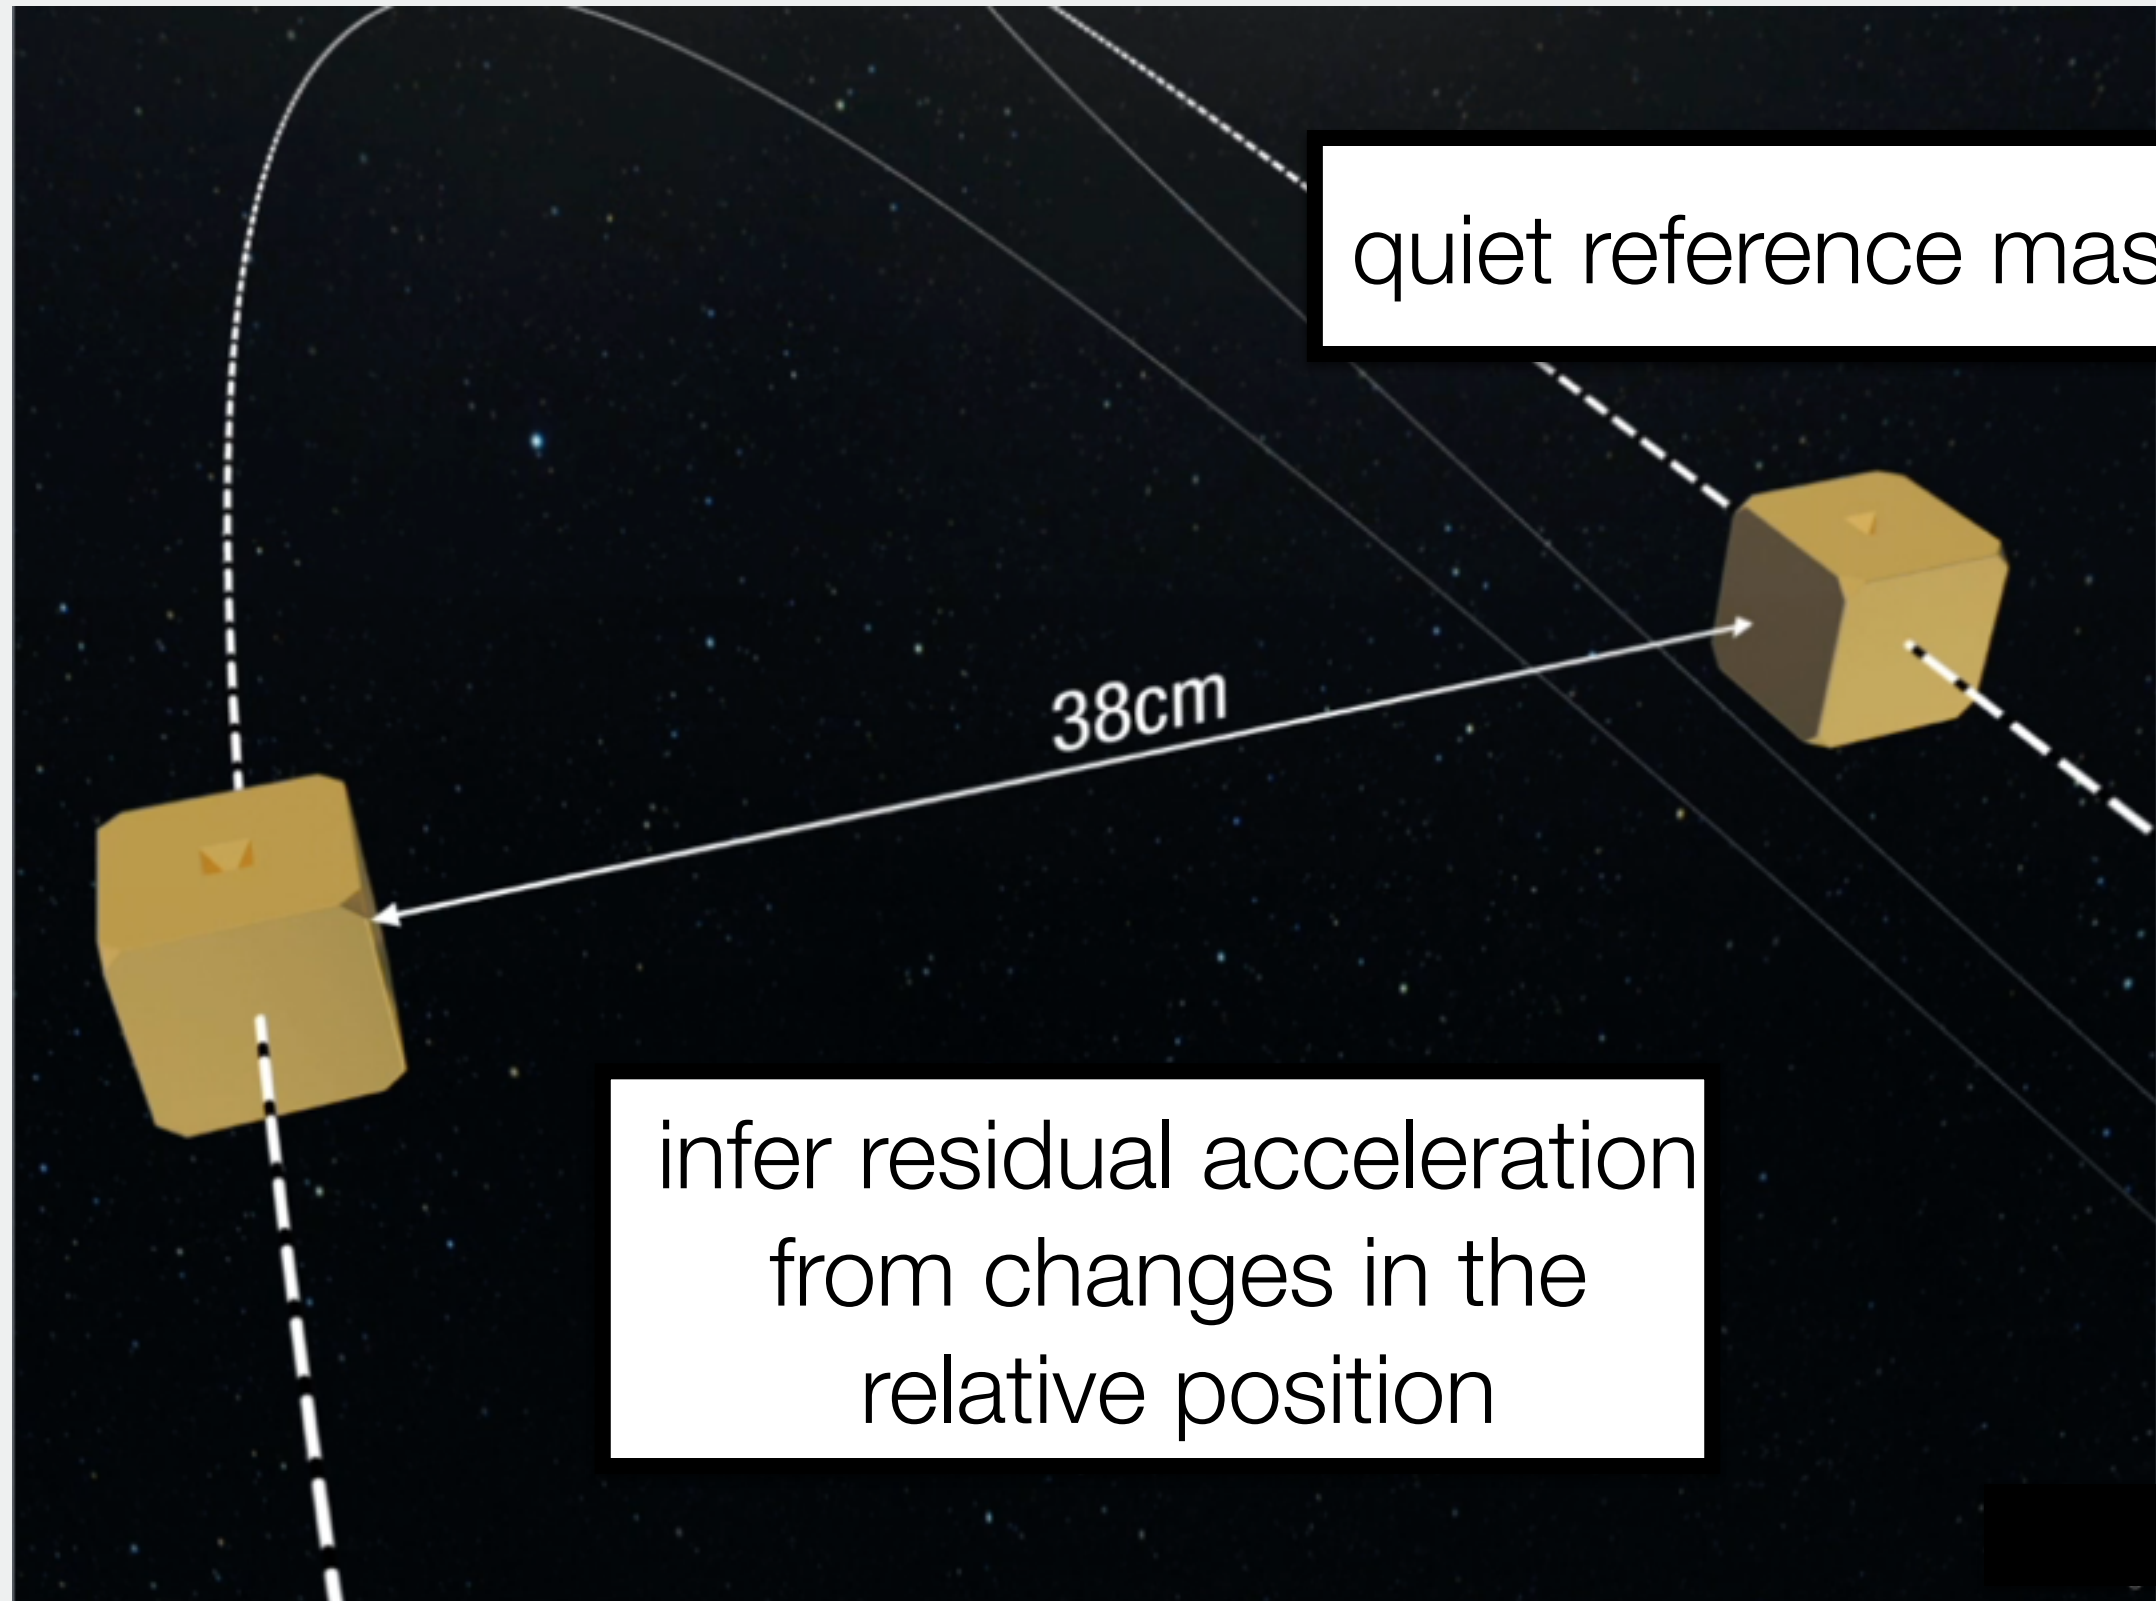 quiet reference mas
38cm
infer residual acceleration
from changes in the
relative position